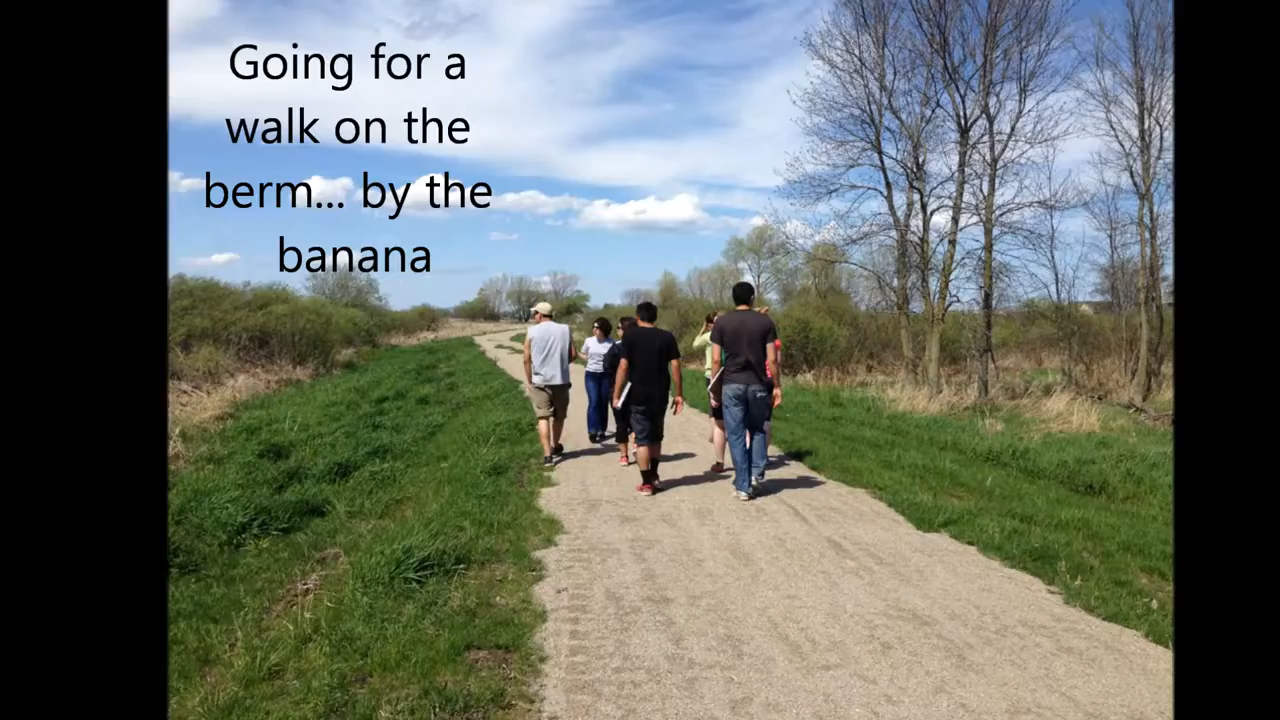 Going for a
walk on the
berm... by the
banana